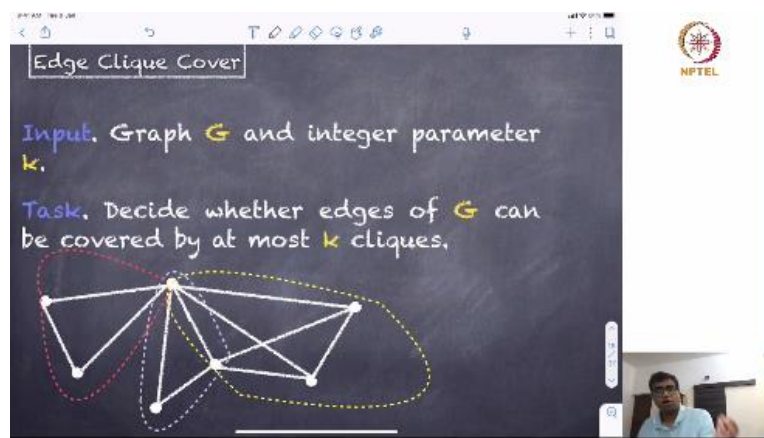 Edge Clique Cover
Input. Graph G and integer parameter
k.
Task. Decide whether edges of G can
be covered by at most k cliques.
NPTEL